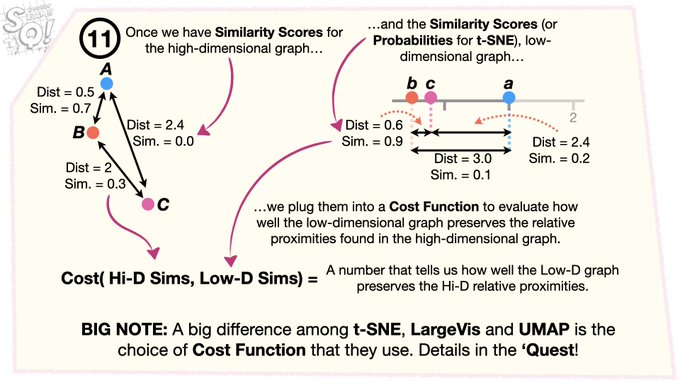 SQ!
11
Once we have Similarity Scores for
the high-dimensional graph...
...and the Similarity Scores (or
Probabilities for t-SNE), low-
dimensional graph...
A
Dist = 0.5
Sim. = 0.7
B
Dist = 2.4
Sim. = 0.0
Dist = 2
Sim. = 0.3
C
b c a
2
Dist = 0.6
Sim. = 0.9
Dist = 3.0
Sim. = 0.1
Dist = 2.4
Sim. = 0.2
...we plug them into a Cost Function to evaluate how
well the low-dimensional graph preserves the relative
proximities found in the high-dimensional graph.
Cost( Hi-D Sims, Low-D Sims) =
A number that tells us how well the Low-D graph
preserves the Hi-D relative proximities.
BIG NOTE: A big difference among t-SNE, LargeVis and UMAP is the
choice of Cost Function that they use. Details in the ‘Quest!